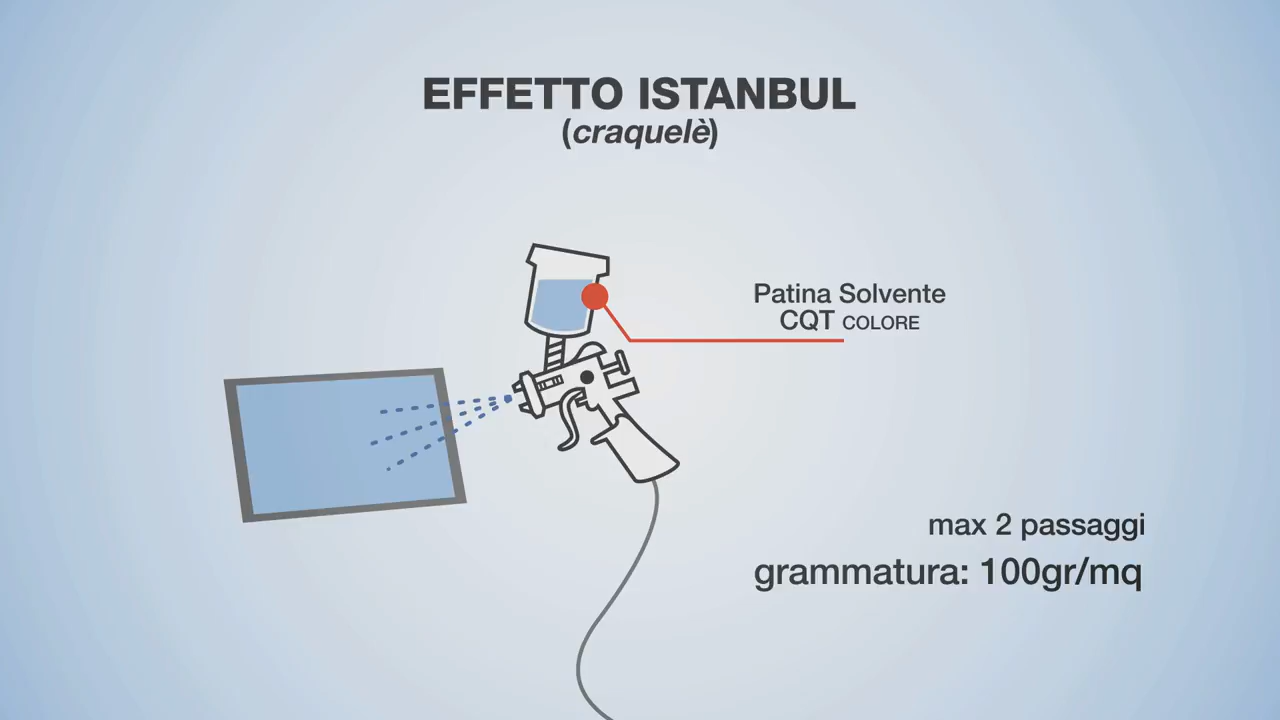 EFFETTO ISTANBUL
(craquelè)
Patina Solvente
CQT COLORE
max 2 passaggi
grammatura: 100gr/mq